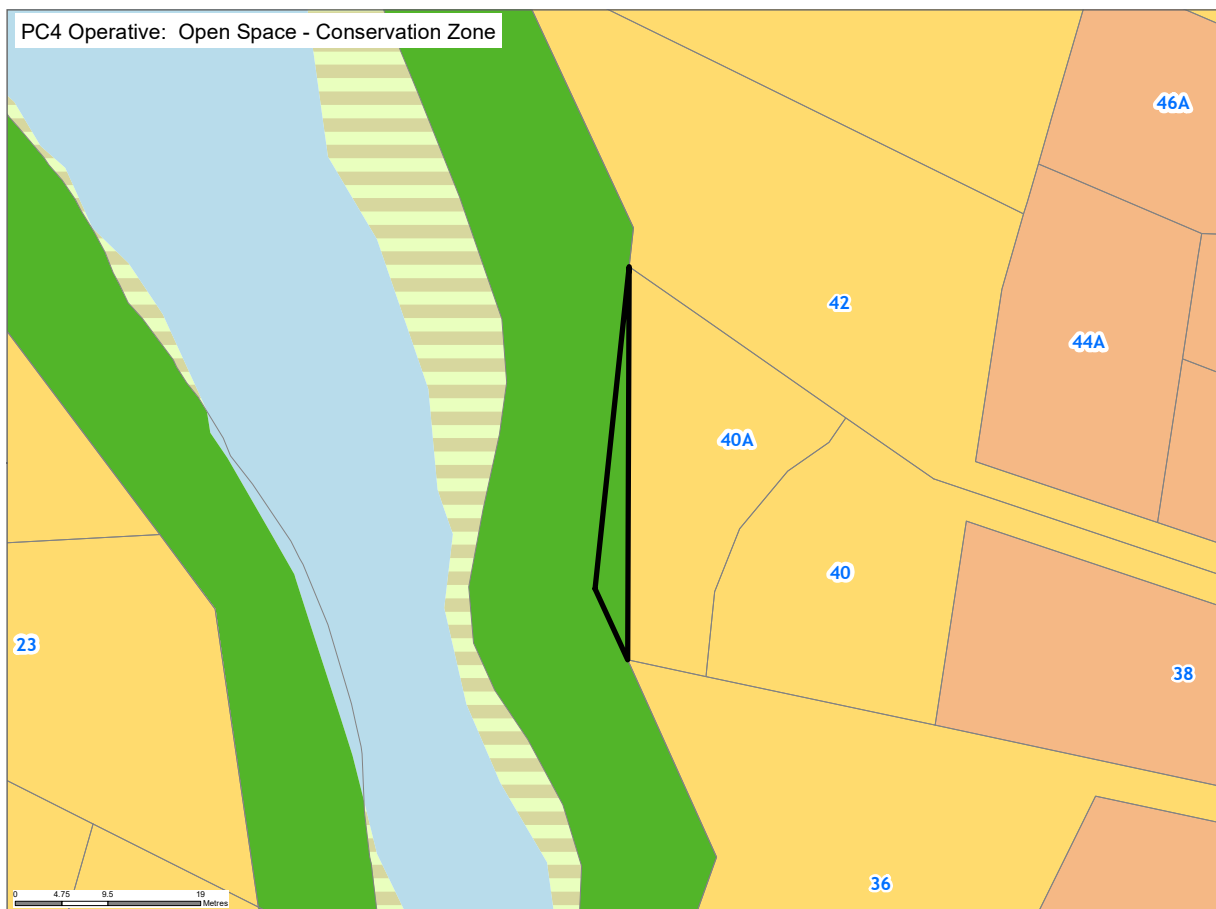 PC4 Operative:  Open Space - Conservation Zone
46A
42
44A
40A
40
23
38
36
0 4.75 9.5 19
Metres